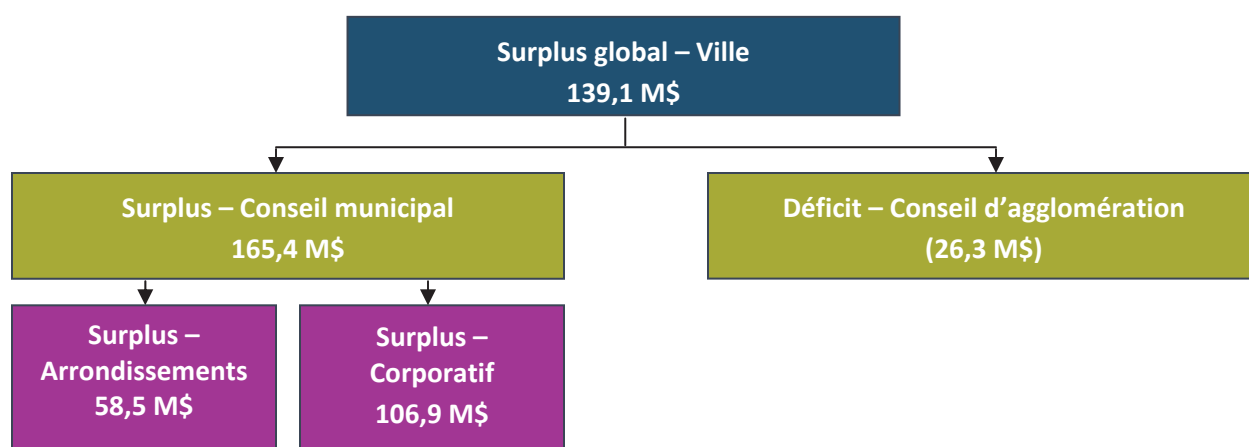 Surplus global – Ville
139,1 M$
Surplus – Conseil municipal
165,4 M$
Déficit – Conseil d’agglomération
(26,3 M$)
Surplus –
Arrondissements
58,5 M$
Surplus –
Corporatif
106,9 M$